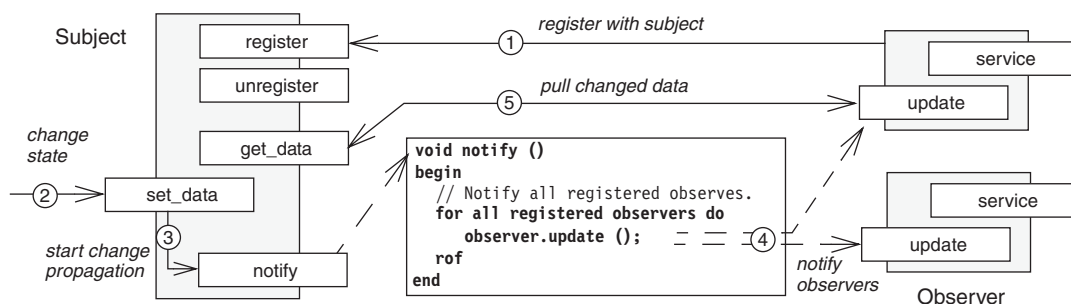 Subject
register
1
register with subject
service
unregister
5
pull changed data
update
change
state
get_data
void notify ()
begin
// Notify all registered observes.
for all registered observers do
observer.update ();
rof
end
2
set_data
3
start change
propagation
notify
4
notify
observers
service
update
Observer